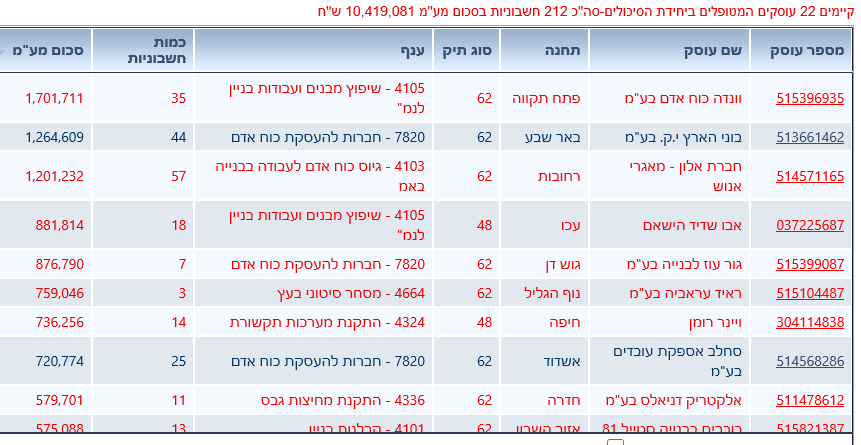 קיימים 22 עוסקים המטופלים ביחידת הסיכולים-סה"כ 212 חשבוניות בסכום מע"מ 10,419,081 ש"ח
מספר עוסק שם עוסק תחנה סוג תיק ענף כמות חשבוניות סכום מע"מ
515396935 וונדה כוח אדם בע"מ פתח תקווה 62 4105 - שיפוץ מבנים ועבודות בניין לנמ" 35 1,701,711
513661462 בוני הארץ י.ק. בע"מ באר שבע 62 7820 - חברות להעסקת כוח אדם 44 1,264,609
514571165 חברת אלון - מאגרי אנוש רחובות 62 4103 - גיוס כוח אדם לעבודה בבנייה באמ 57 1,201,232
037225687 אבו שדיד הישאם עכו 48 4105 - שיפוץ מבנים ועבודות בניין לנמ" 18 881,814
515399087 גור עוז לבנייה בע"מ גוש דן 62 7820 - חברות להעסקת כוח אדם 7 876,790
515104487 ראיד עראביה בע"מ נוף הגליל 62 4664 - מסחר סיטוני בעץ 3 759,046
304114838 ויינר רומן חיפה 48 4324 - התקנת מערכות תקשורת 14 736,256
514568286 סחלב אספקת עובדים בע"מ אשדוד 62 7820 - חברות להעסקת כוח אדם 25 720,774
511478612 אלקטריק דניאלס בע"מ חדרה 62 4336 - התקנת מחיצות גבס 11 579,701
515821387 כוכבים בבנייה סטייל 81 אזור השרון 62 4101 - קבלנות בניין 13 575,088